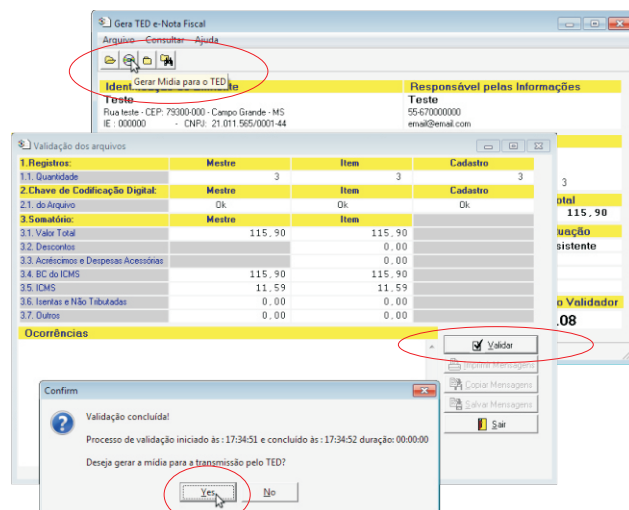 Gera TED e-Nota Fiscal
Arquivo Consultar Ajuda
Gerar Mídia para o TED
Responsável pelas Informações
Teste
Teste
Rua teste - CEP: 79300-000 - Campo Grande - MS
55-670000000
IE : 000000 - CNPJ: 21.011.565/0001-44
email@email.com
3
115,90
sistente
o Validador
.08
Validação dos arquivos
1.Registros: Mestre Item Cadastro
1.1. Quantidade 3 3 3
2.Chave de Codificação Digital: Mestre Item Cadastro
2.1. do Arquivo Ok Ok Ok
3.Somatório: Mestre Item
3.1. Valor Total 115,90 115,90
3.2. Descontos 0,00
3.3. Acréscimos e Despesas Acessórias 0,00
3.4. BC do ICMS 115,90 115,90
3.5. ICMS 11,59 11,59
3.6. Isentas e Não Tributadas 0,00 0,00
3.7. Outros 0,00 0,00
Ocorrências
Validar
Imprimir Mensagens
Copiar Mensagens
Salvar Mensagens
Sair
Confirm
Validação concluída!
Processo de validação iniciado às : 17:34:51 e concluído às : 17:34:52 duração: 00:00:00
Deseja gerar a mídia para a transmissão pelo TED?
Yes No